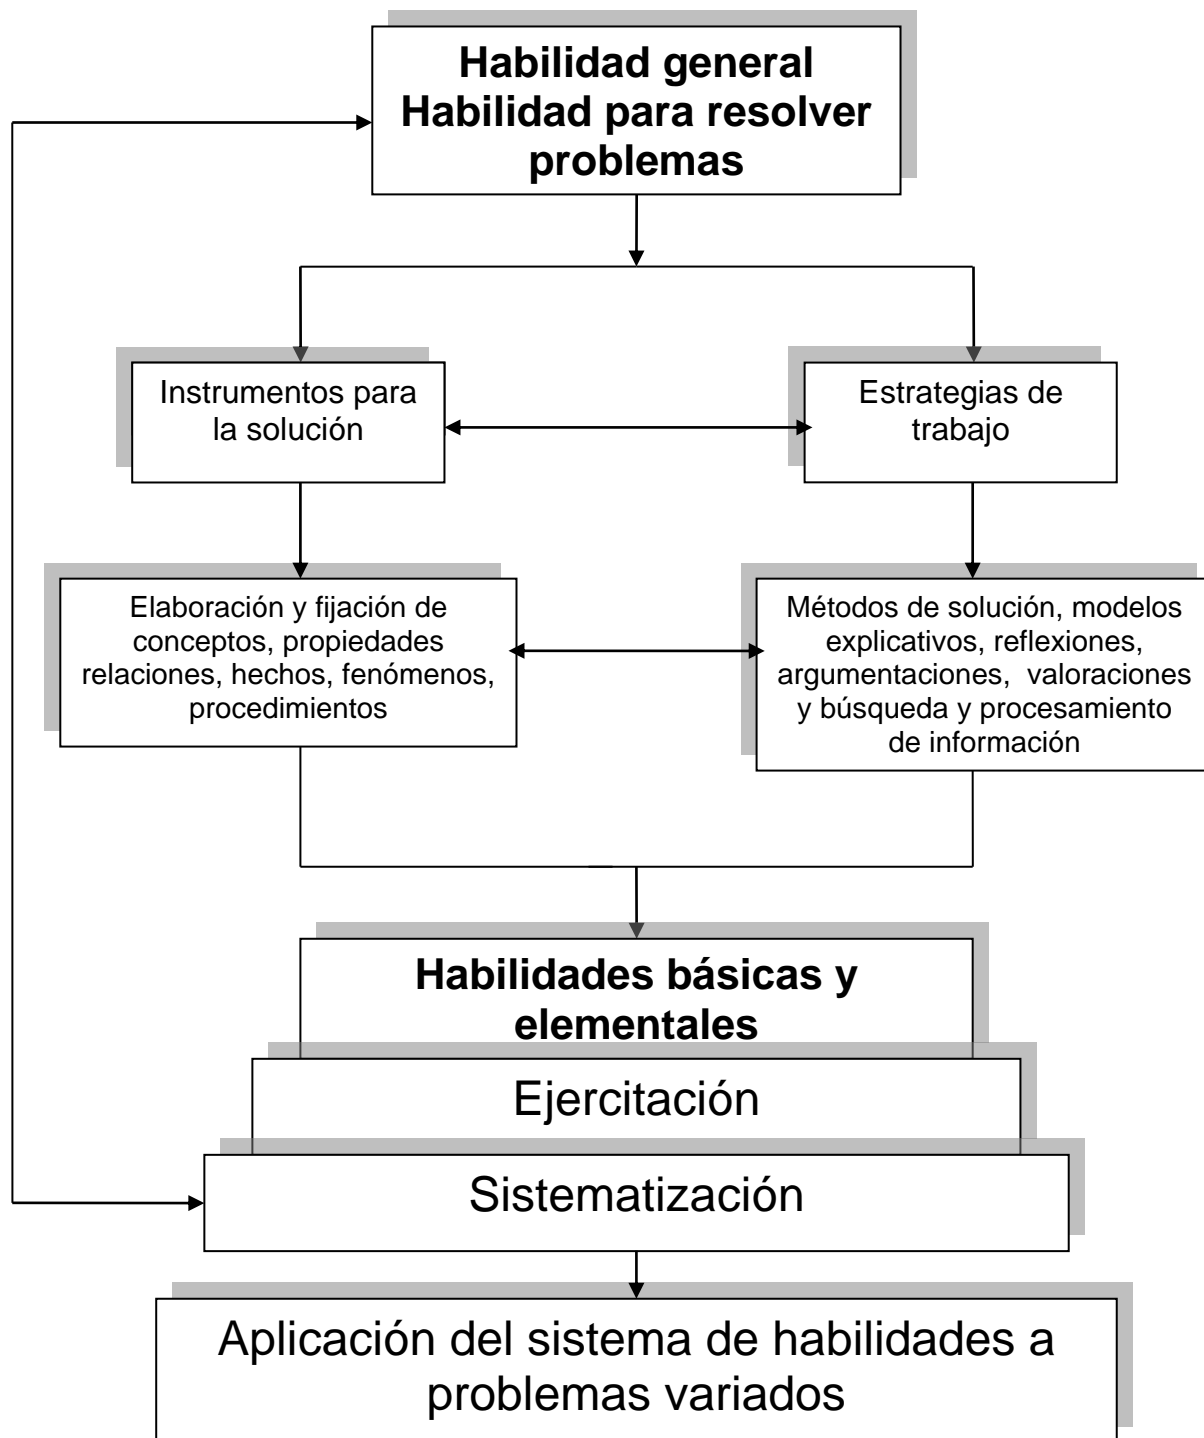 Habilidad general
Habilidad para resolver
problemas
Instrumentos para
la solución
Estrategias de
trabajo
Elaboración y fijación de
conceptos, propiedades
relaciones, hechos, fenómenos,
procedimientos
Métodos de solución, modelos
explicativos, reflexiones,
argumentaciones,  valoraciones
y búsqueda y procesamiento
de información
Habilidades básicas y
elementales
Ejercitación
Sistematización
Aplicación del sistema de habilidades a
problemas variados